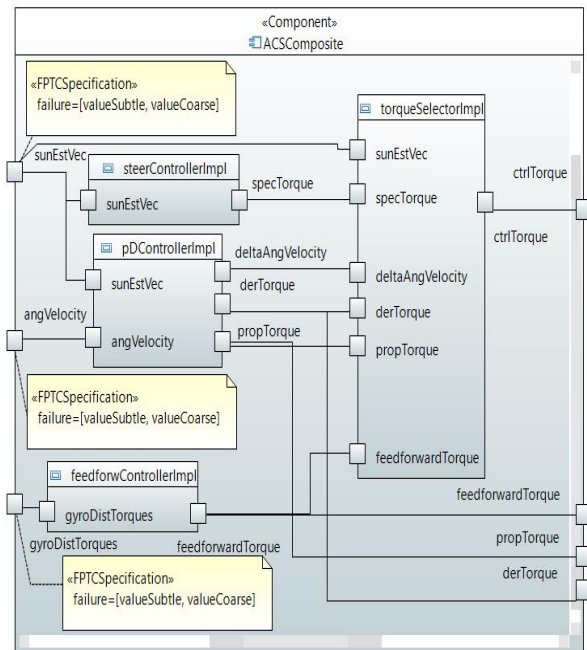 «Component»
ACSComposite
«FPTCSpecification»
failure=[valueSubtle, valueCoarse]
torqueSelectorImpl
sunEstVec
steerControllerImpl
sunEstVec
specTorque
sunEstVec
specTorque
ctrlTorque
ctrlTorque
pDControllerImpl
deltaAngVelocity
sunEstVec
derTorque
deltaAngVelocity
angVelocity
derTorque
angVelocity
propTorque
propTorque
«FPTCSpecification»
failure=[valueSubtle, valueCoarse]
feedforwControllerImpl
feedforwardTorque
gyroDistTorques
feedforwardTorque
gyroDistTorques
feedforwardTorque
propTorque
derTorque
«FPTCSpecification»
failure=[valueSubtle, valueCoarse]